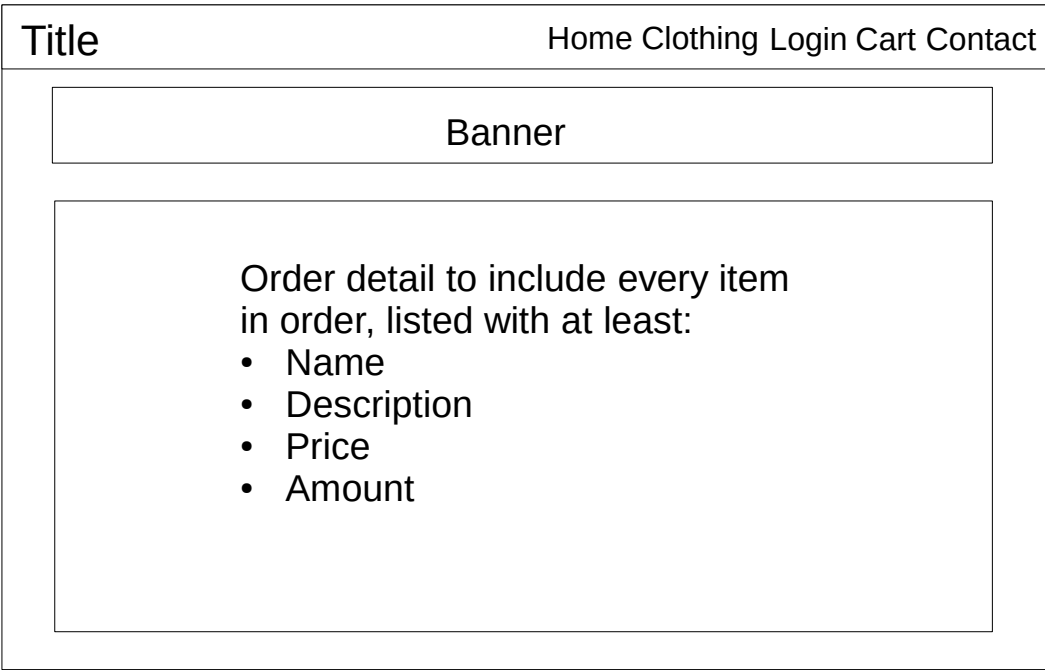 Title
Home Clothing Login Cart Contact
Banner
Order detail to include every item
in order, listed with at least:
• Name
• Description
• Price
• Amount